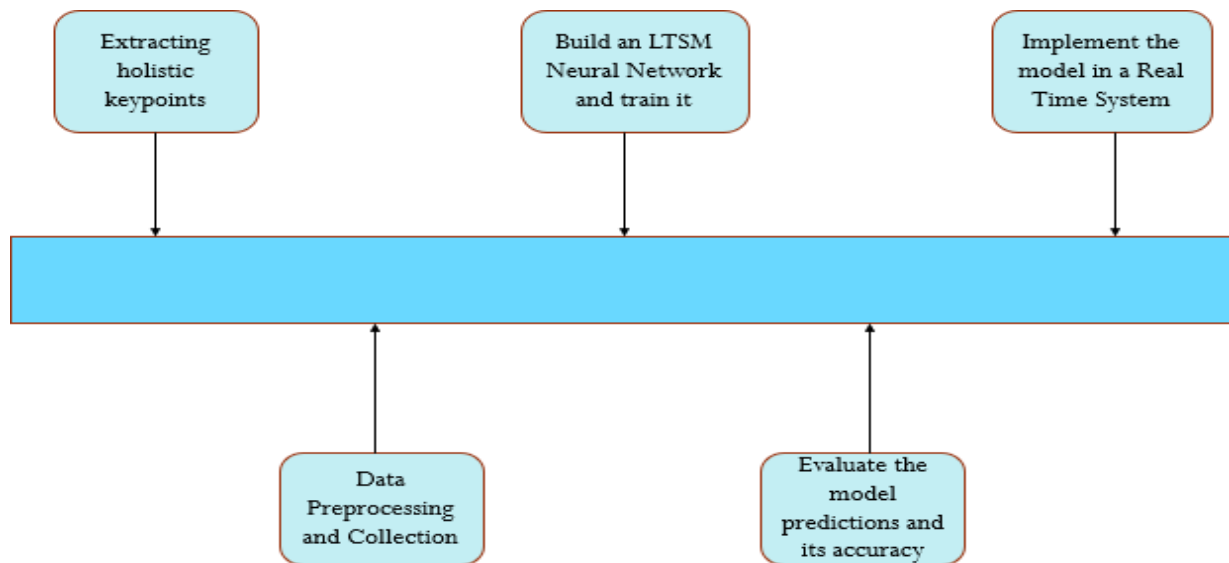 Extracting
holistic
keypoints
Build an LTSM
Neural Network
and train it
Implement the
model in a Real
Time System
Data
Preprocessing
and Collection
Evaluate the
model
predictions and
its accuracy